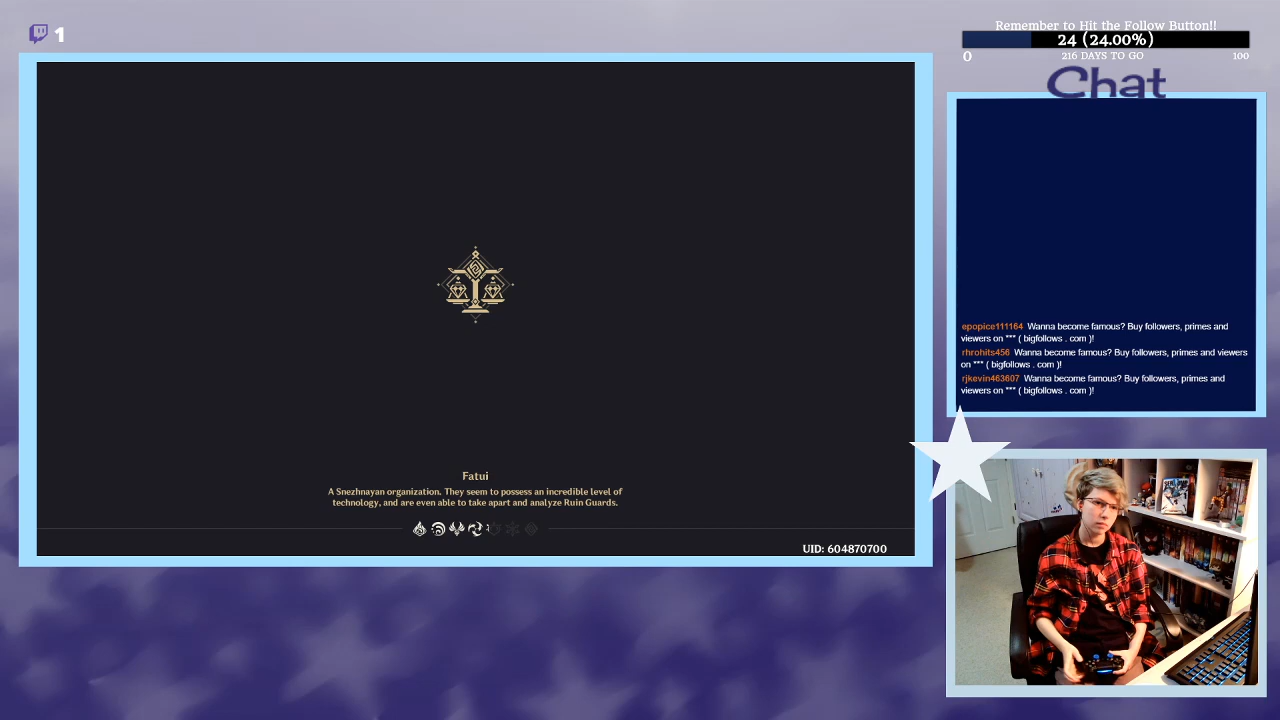 1
Remember to Hit the Follow Button!!
24 (24.00%)
0
216 DAYS TO GO
100
Chat
epopice111164 Wanna become famous? Buy followers, primes and
viewers on *** ( bigfollows . com )!
rhrohits456 Wanna become famous? Buy followers, primes and viewers
on *** ( bigfollows . com )!
rjkevin463607 Wanna become famous? Buy followers, primes and
viewers on *** ( bigfollows . com )!
Fatui
A Snezhnayan organization. They seem to possess an incredible level of
technology, and are even able to take apart and analyze Ruin Guards.
UID: 604870700